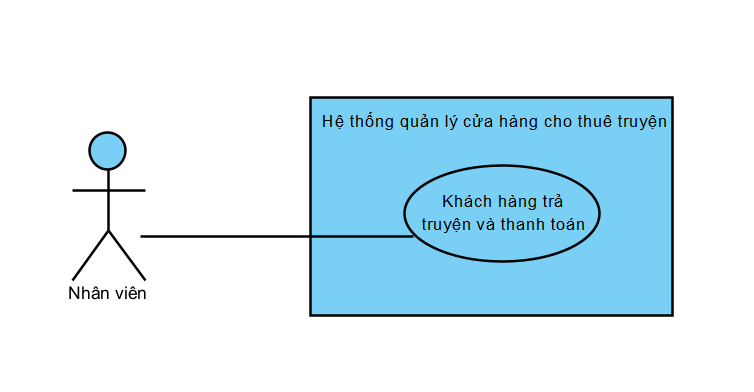 Hệ thống quản lý cửa hàng cho thuê truyện
Khách hàng trả
truyện và thanh toán
Nhân viên